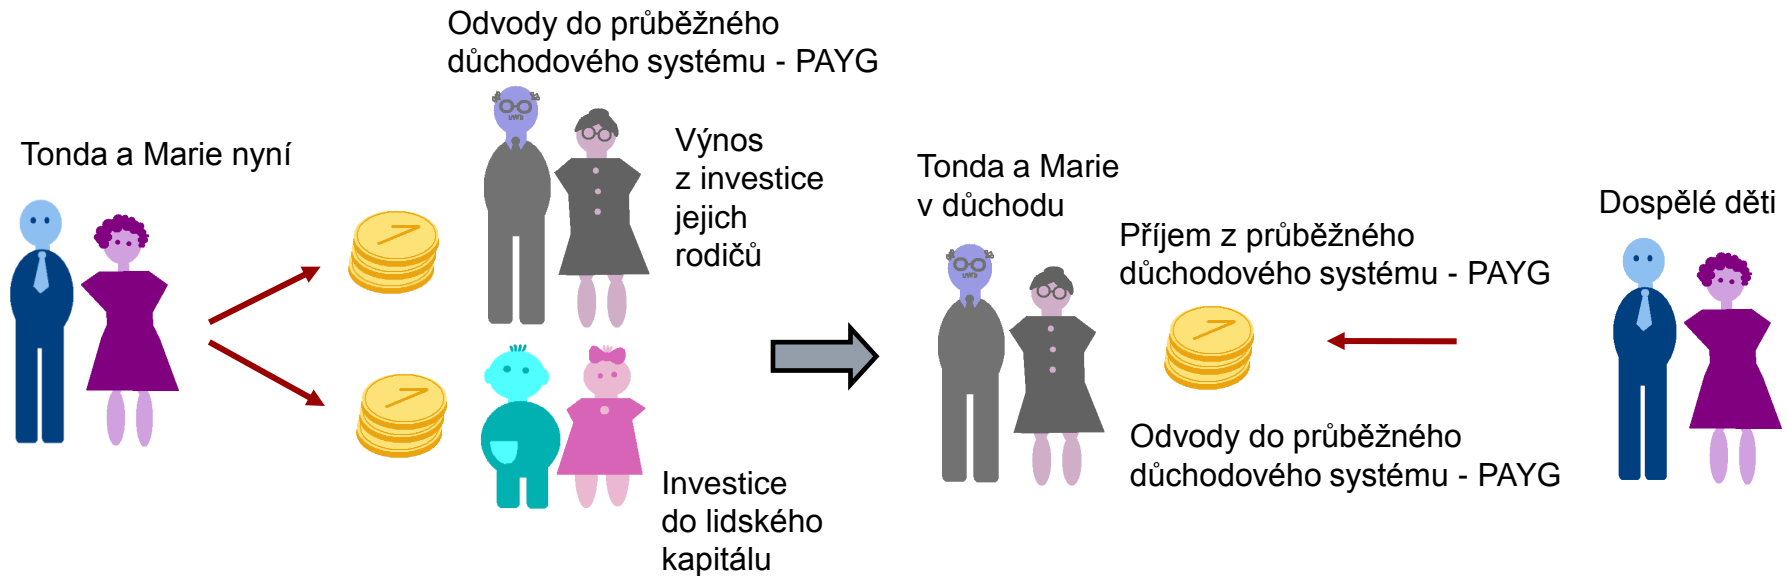 Odvody do průběžného
důchodového systému - PAYG
Tonda a Marie nyní
Výnos
z investice
jejich
rodičů
Investice
do lidského
kapitálu
Tonda a Marie
v důchodu
Příjem z průběžného
důchodového systému - PAYG
Odvody do průběžného
důchodového systému - PAYG
Dospělé děti